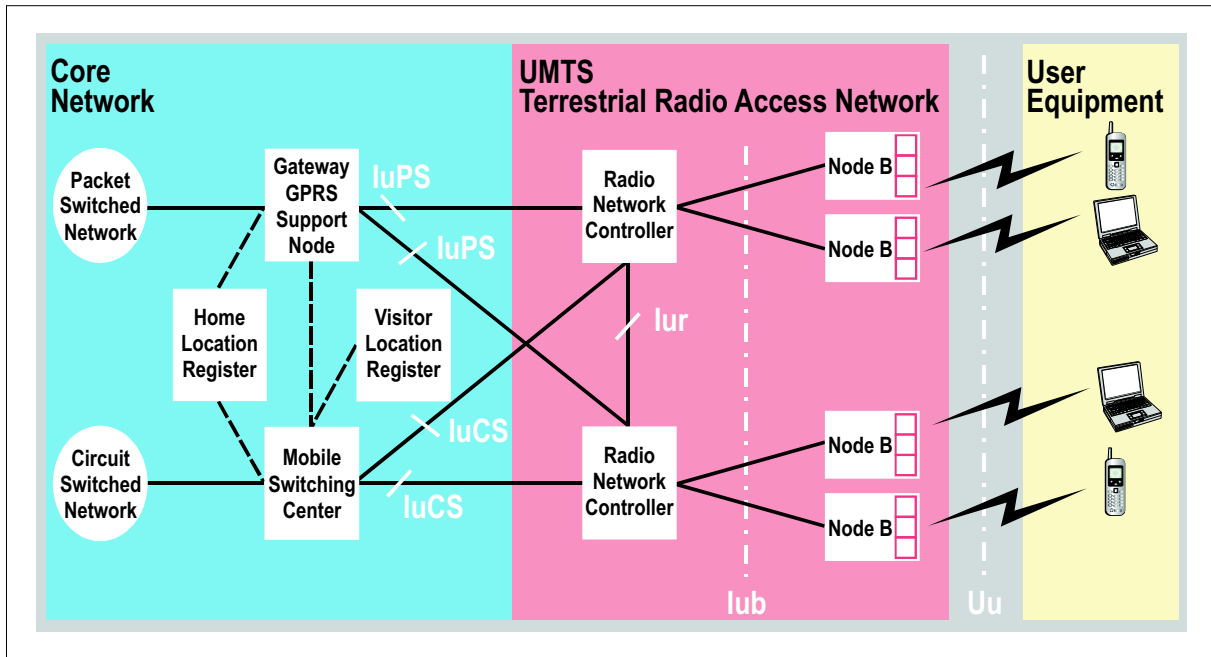 Core
Network
UMTS
Terrestrial Radio Access Network
User
Equipment
Packet
Switched
Network
Gateway
GPRS
Support
Node
IuPS
IuPS
Radio
Network
Controller
Node B
Node B
Home
Location
Register
Visitor
Location
Register
Iur
Circuit
Switched
Network
Mobile
Switching
Center
IuCS
IuCS
Radio
Network
Controller
Node B
Node B
Iub
Uu